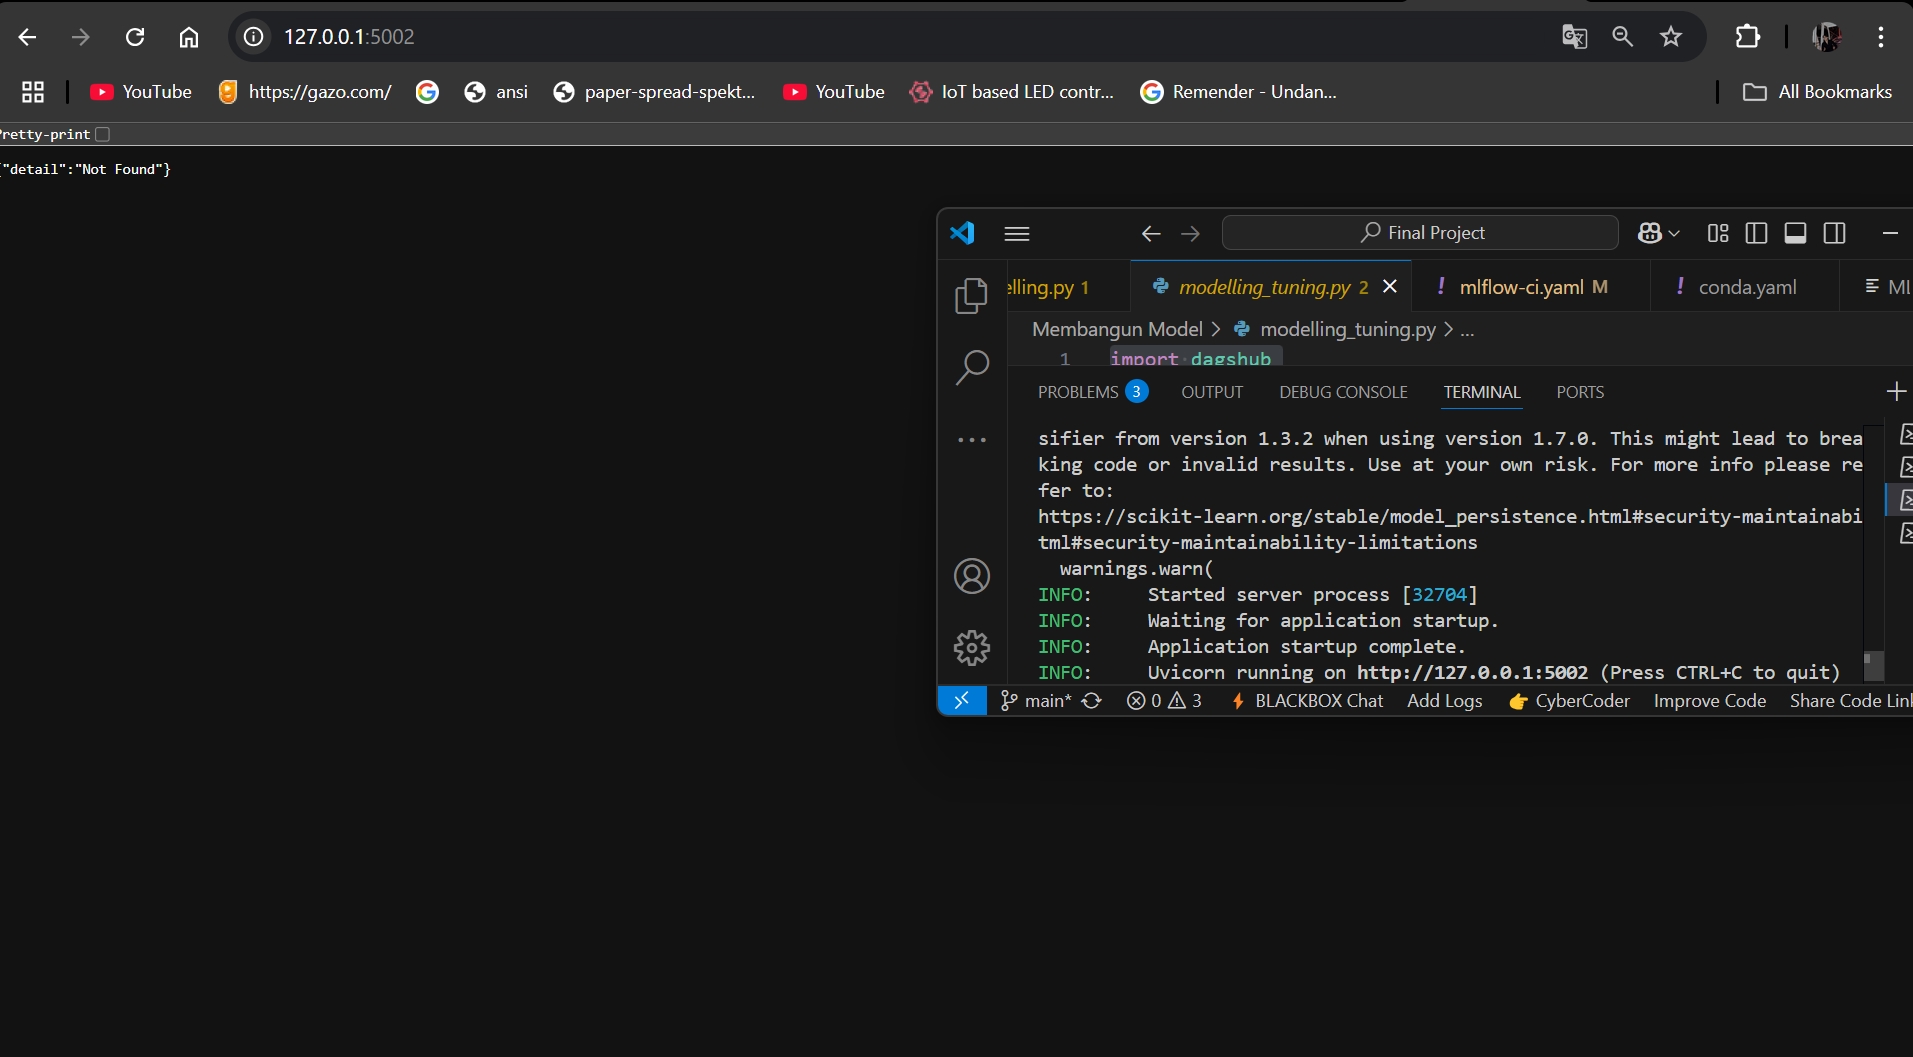 127.0.0.1:5002
YouTube https://gazo.com/ ansi paper-spread-spekt... YouTube IoT based LED contr... Remender - Undan... All Bookmarks
Pretty-print
{"detail":"Not Found"}
Final Project
elling.py 1 modelling_tuning.py 2 ! mlflow-ci.yaml M ! conda.yaml ML
Membangun Model > modelling_tuning.py > ...
1 import dagshub
PROBLEMS 3 OUTPUT DEBUG CONSOLE TERMINAL PORTS
sifier from version 1.3.2 when using version 1.7.0. This might lead to brea
king code or invalid results. Use at your own risk. For more info please re
fer to:
https://scikit-learn.org/stable/model_persistence.html#security-maintainabi
tml#security-maintainability-limitations
warnings.warn(
INFO: Started server process [32704]
INFO: Waiting for application startup.
INFO: Application startup complete.
INFO: Uvicorn running on http://127.0.0.1:5002 (Press CTRL+C to quit)
main* 0 3 BLACKBOX Chat Add Logs CyberCoder Improve Code Share Code Link